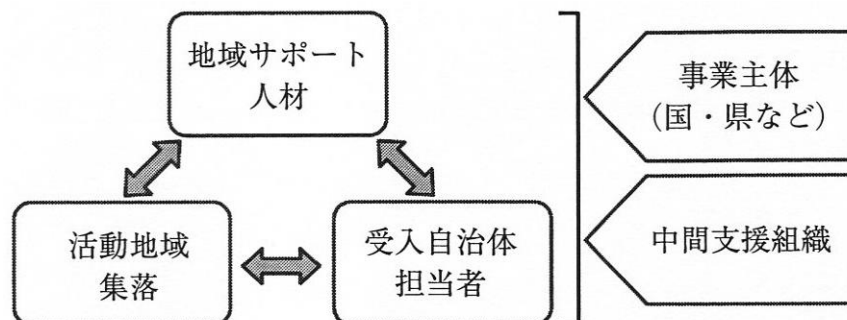 地域サポート
人材
事業主体
(国・県など)
活動地域
集落
受入自治体
担当者
中間支援組織